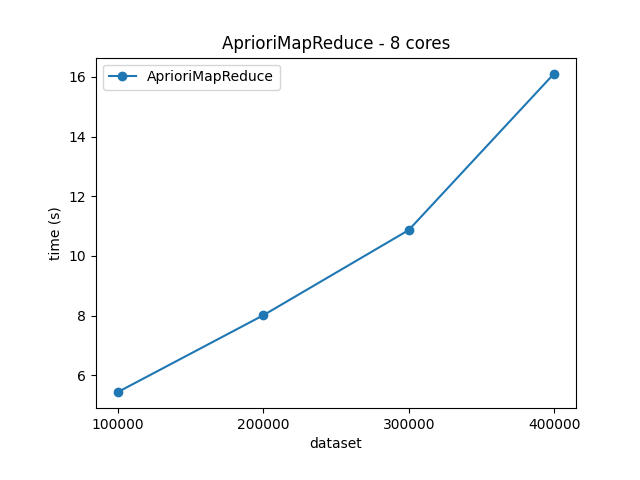 AprioriMapReduce - 8 cores
AprioriMapReduce
16
14
12
10
8
6
time (s)
100000 200000 300000 400000
dataset